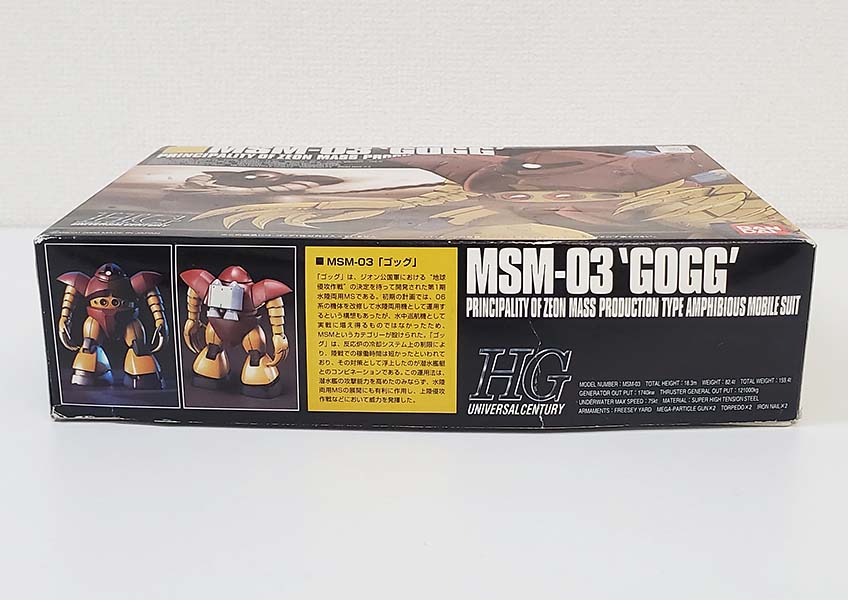 MSM-03 'GOGG'
PRINCIPALITY OF ZEON MASS PROD
HG
UNIVERSAL CENTURY
BAN
DAI
■ MSM-03「ゴッグ」
「ゴッグ」は、ジオン公国軍における“地球
侵攻作戦”の決定を待って開発された第1期
水陸両用MSである。初期の計画では、06
系の機体を改修して水陸両用機として運用す
るという構想もあったが、水中巡航機として
実戦に堪え得るものではなかったため、
MSMというカテゴリーが設けられた。「ゴッ
グ」は、反応炉の冷却システム上の制限によ
り、陸戦での稼働時間は短かったといわれて
おり、その対策として浮上したのが潜水艦艇
とのコンビネーションである。この運用法は、
潜水艦の攻撃能力を高めたのみならず、水陸
両用MSの展開にも有利に作用し、上陸侵攻
作戦などにおいて威力を発揮した。
MSM-03 'GOGG'
PRINCIPALITY OF ZEON MASS PRODUCTION TYPE AMPHIBIOUS MOBILE SUIT
HG
UNIVERSAL CENTURY
MODEL NUMBER : MSM-03 TOTAL HEIGHT : 18.3m WEIGHT : 82.4t TOTAL WEIGHT : 159.4t
GENERATOR OUT PUT : 1740kw THRUSTER GENERAL OUT PUT : 121000kg
UNDERWATER MAX SPEED : 75kt MATERIAL : SUPER HIGH TENSION STEEL
ARMAMENTS : FREESEY YARD MEGA-PARTICLE GUN×2 TORPEDO×2 IRON NAIL×2